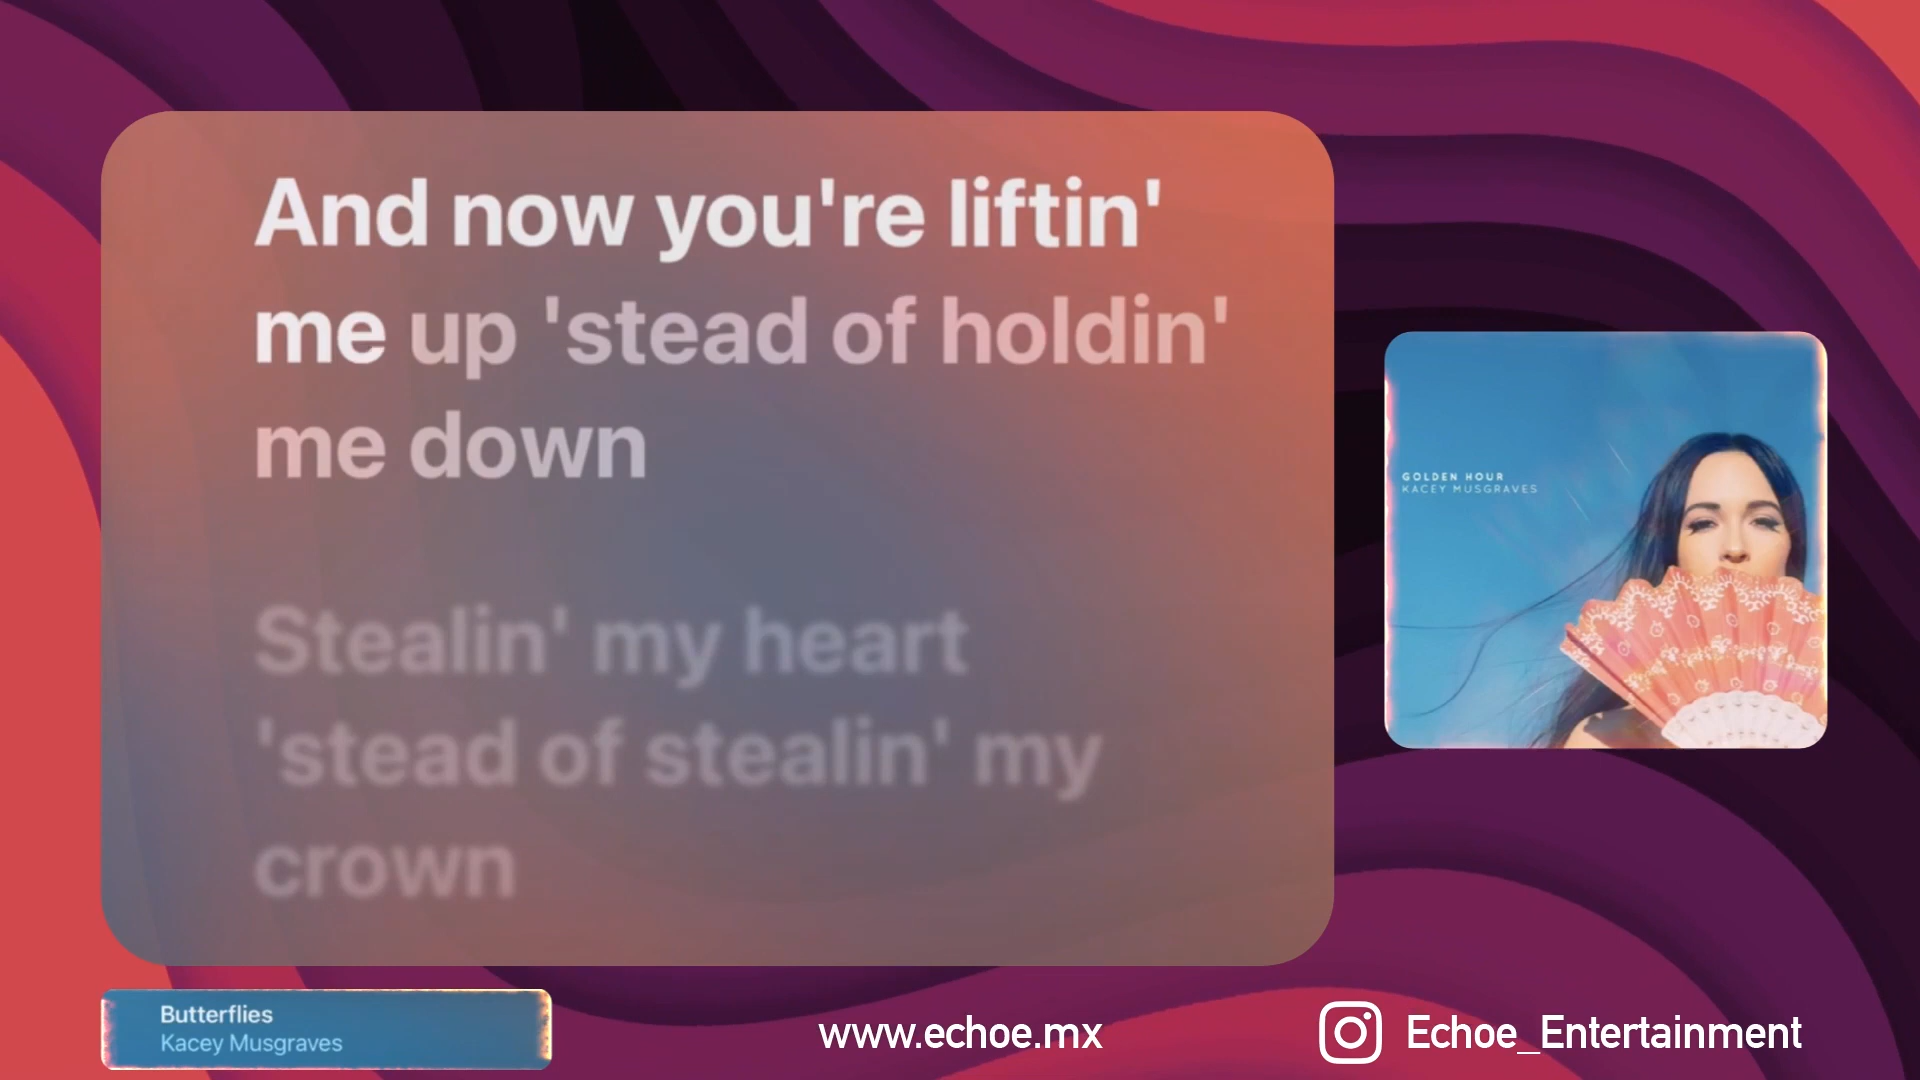 And now you're liftin'
me up 'stead of holdin'
me down
Stealin' my heart
'stead of stealin' my
crown
GOLDEN HOUR
KACEY MUSGRAVES
Butterflies
Kacey Musgraves
www.echoe.mx
Echoe_Entertainment